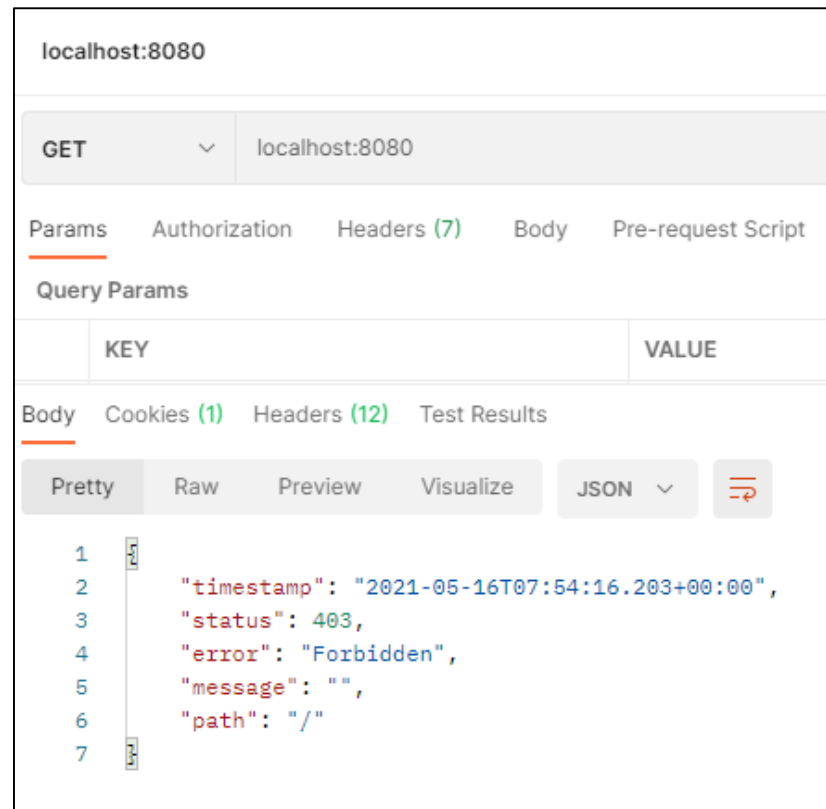 localhost:8080
GET localhost:8080
Params Authorization Headers (7) Body Pre-request Script
Query Params
KEY VALUE
Body Cookies (1) Headers (12) Test Results
Pretty Raw Preview Visualize JSON
1 {
2 "timestamp": "2021-05-16T07:54:16.203+00:00",
3 "status": 403,
4 "error": "Forbidden",
5 "message": "",
6 "path": "/"
7 }